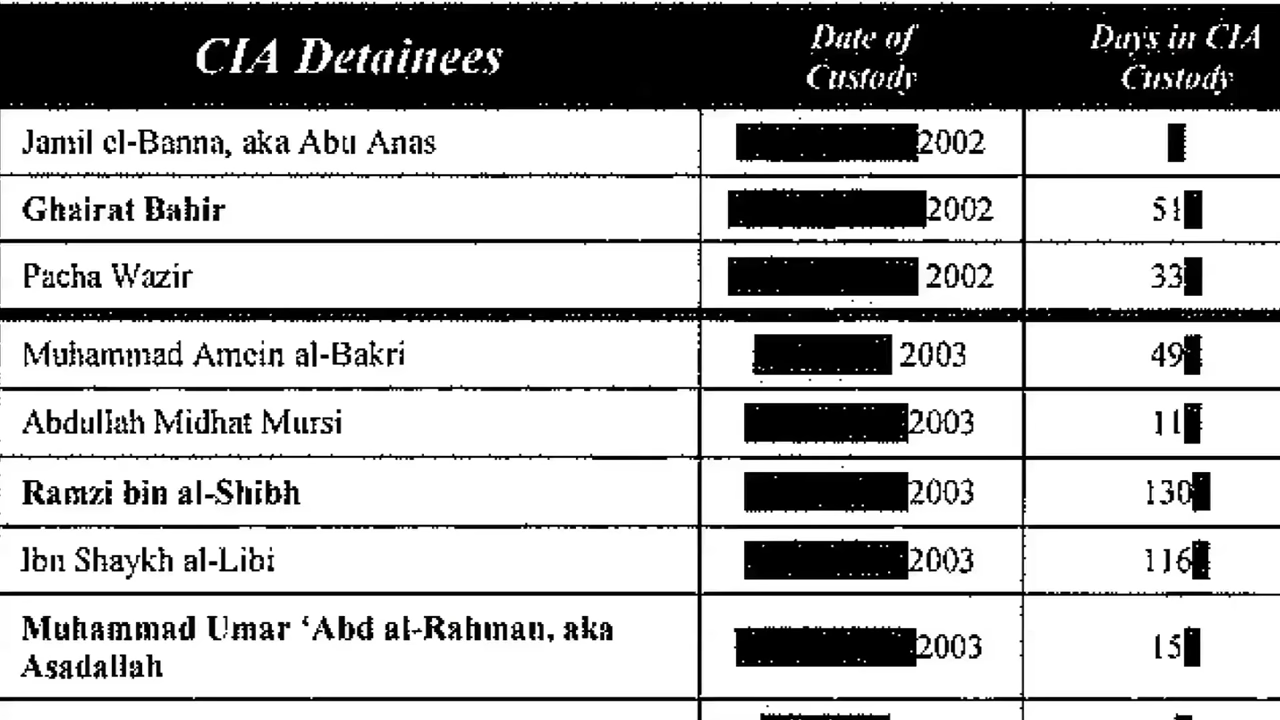 CIA Detainees Date of Custody Days in CIA Custody
Jamil el-Banna, aka Abu Anas 2002
Ghairat Bahir 2002 51
Pacha Wazir 2002 33
Muhammad Amein al-Bakri 2003 49
Abdullah Midhat Mursi 2003 11
Ramzi bin al-Shibh 2003 130
Ibn Shaykh al-Libi 2003 116
Muhammad Umar ‘Abd al-Rahman, aka
Asadallah 2003 15